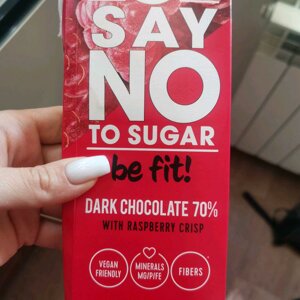 SAY
NO
TO SUGAR
be fit!
DARK CHOCOLATE 70%
WITH RASPBERRY CRISP
VEGAN
FRIENDLY
MINERALS
MG/P/FE
FIBERS